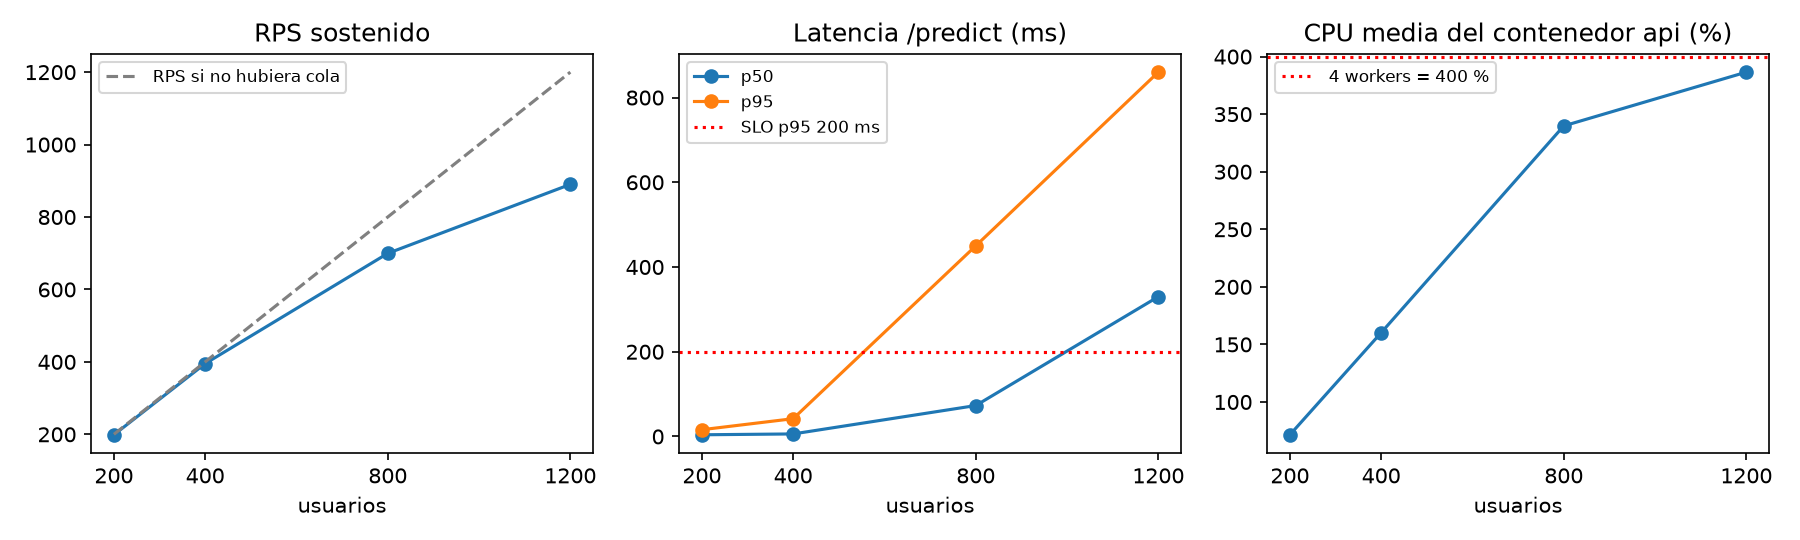 RPS sostenido
RPS si no hubiera cola
1200
1000
800
600
400
200
200 400 800 1200
usuarios
Latencia /predict (ms)
p50
p95
SLO p95 200 ms
800
600
400
200
0
200 400 800 1200
usuarios
CPU media del contenedor api (%)
4 workers = 400 %
400
350
300
250
200
150
100
200 400 800 1200
usuarios